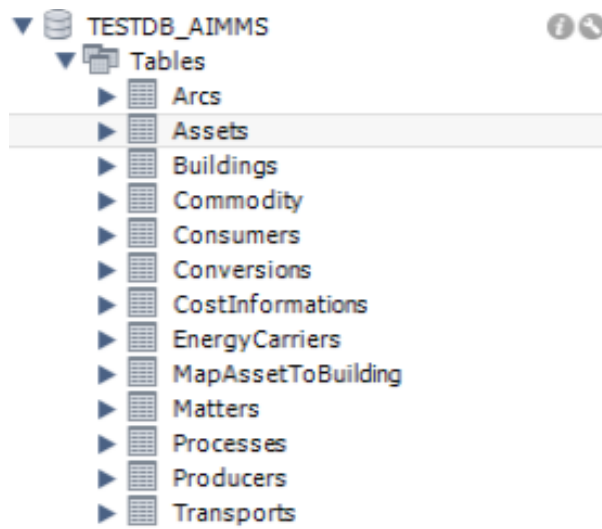 TESTDB_AIMMS
Tables
Arcs
Assets
Buildings
Commodity
Consumers
Conversions
CostInformations
EnergyCarriers
MapAssetToBuilding
Matters
Processes
Producers
Transports